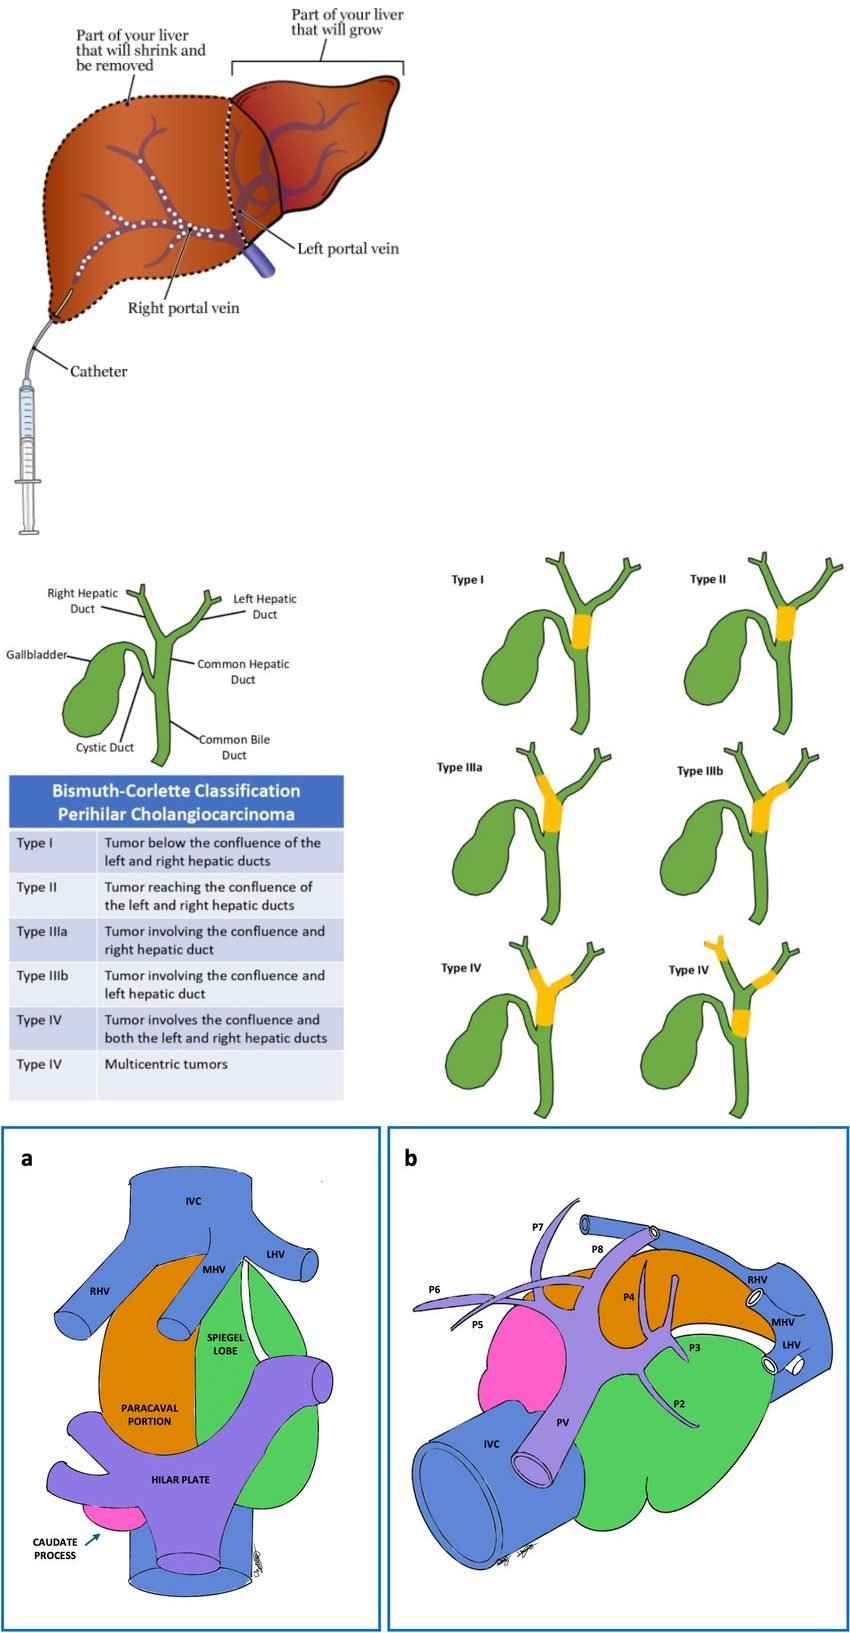 Part of your liver
that will shrink and
be removed
Part of your liver
that will grow
Left portal vein
Right portal vein
Catheter
Right Hepatic
Duct
Left Hepatic
Duct
Gallbladder
Common Hepatic
Duct
Cystic Duct
Common Bile
Duct
Bismuth-Corlette Classification
Perihilar Cholangiocarcinoma
Type I Tumor below the confluence of the
left and right hepatic ducts
Type II Tumor reaching the confluence of
the left and right hepatic ducts
Type IIIa Tumor involving the confluence and
right hepatic duct
Type IIIb Tumor involving the confluence and
left hepatic duct
Type IV Tumor involves the confluence and
both the left and right hepatic ducts
Type IV Multicentric tumors
Type I
Type II
Type IIIa
Type IIIb
Type IV
Type IV
a
IVC
LHV
MHV
RHV
SPIEGEL
LOBE
PARACAVAL
PORTION
HILAR PLATE
CAUDATE
PROCESS
b
P7
P8
P6
P5
P4
RHV
MHV
LHV
P3
P2
PV
IVC